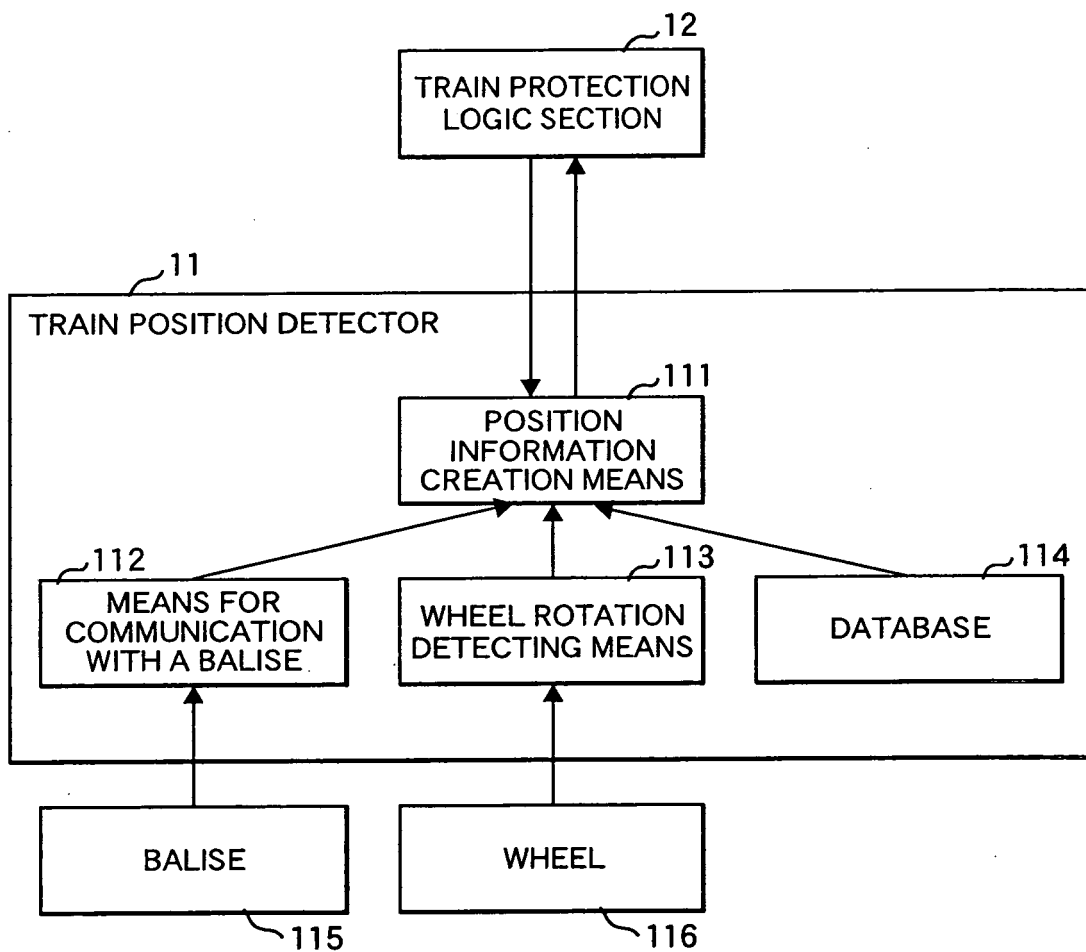 12
TRAIN PROTECTION
LOGIC SECTION
11
TRAIN POSITION DETECTOR
111
POSITION
INFORMATION
CREATION MEANS
112
MEANS FOR
COMMUNICATION
WITH A BALISE
113
WHEEL ROTATION
DETECTING MEANS
114
DATABASE
BALISE
115
WHEEL
116